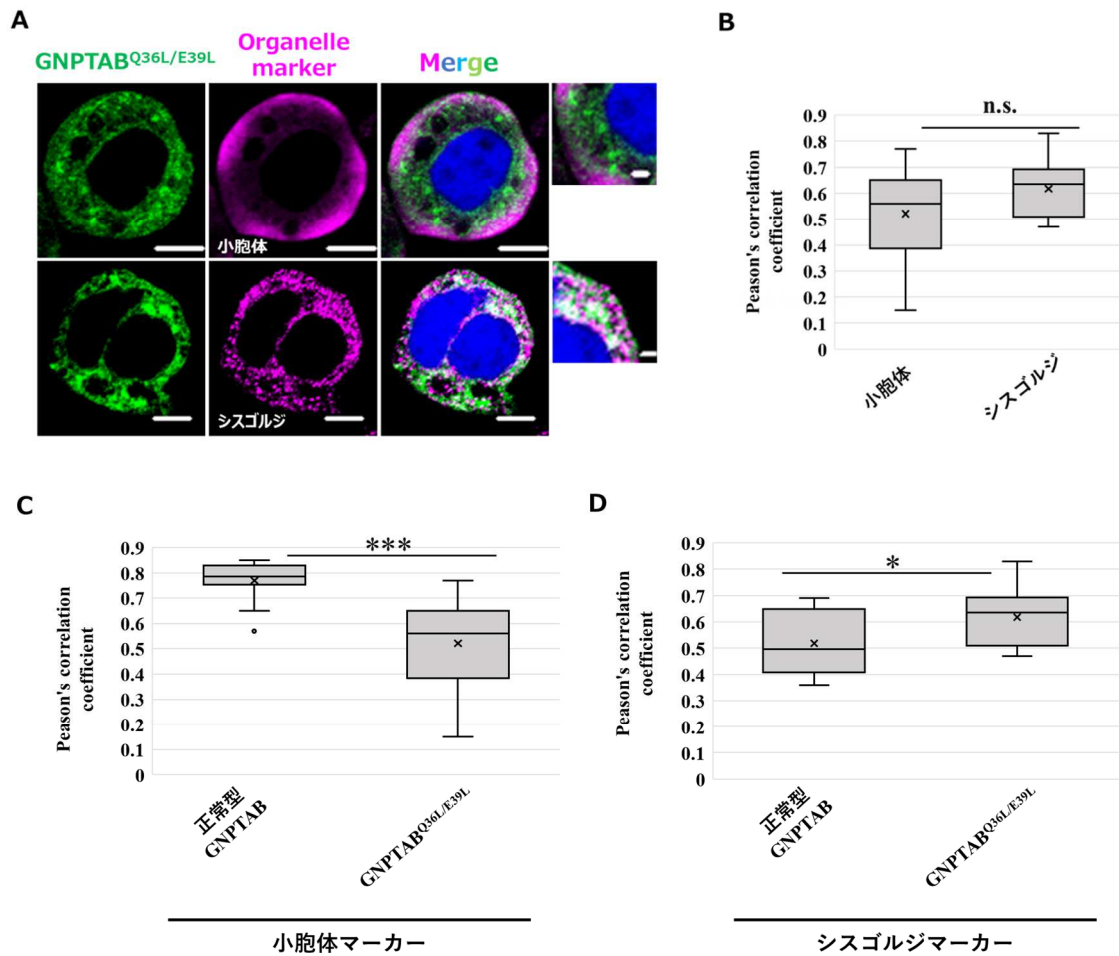 A
GNPTAB^Q36L/E39L
Organelle
marker
Merge
小胞体
シスゴルジ
B
n.s.
Peason's correlation
coefficient
0.9
0.8
0.7
0.6
0.5
0.4
0.3
0.2
0.1
0
小胞体
シスゴルジ
C
***
Peason's correlation
coefficient
0.9
0.8
0.7
0.6
0.5
0.4
0.3
0.2
0.1
0
正常型
GNPTAB
GNPTAB^Q36L/E39L
小胞体マーカー
D
*
Peason's correlation
coefficient
0.9
0.8
0.7
0.6
0.5
0.4
0.3
0.2
0.1
0
正常型
GNPTAB
GNPTAB^Q36L/E39L
シスゴルジマーカー